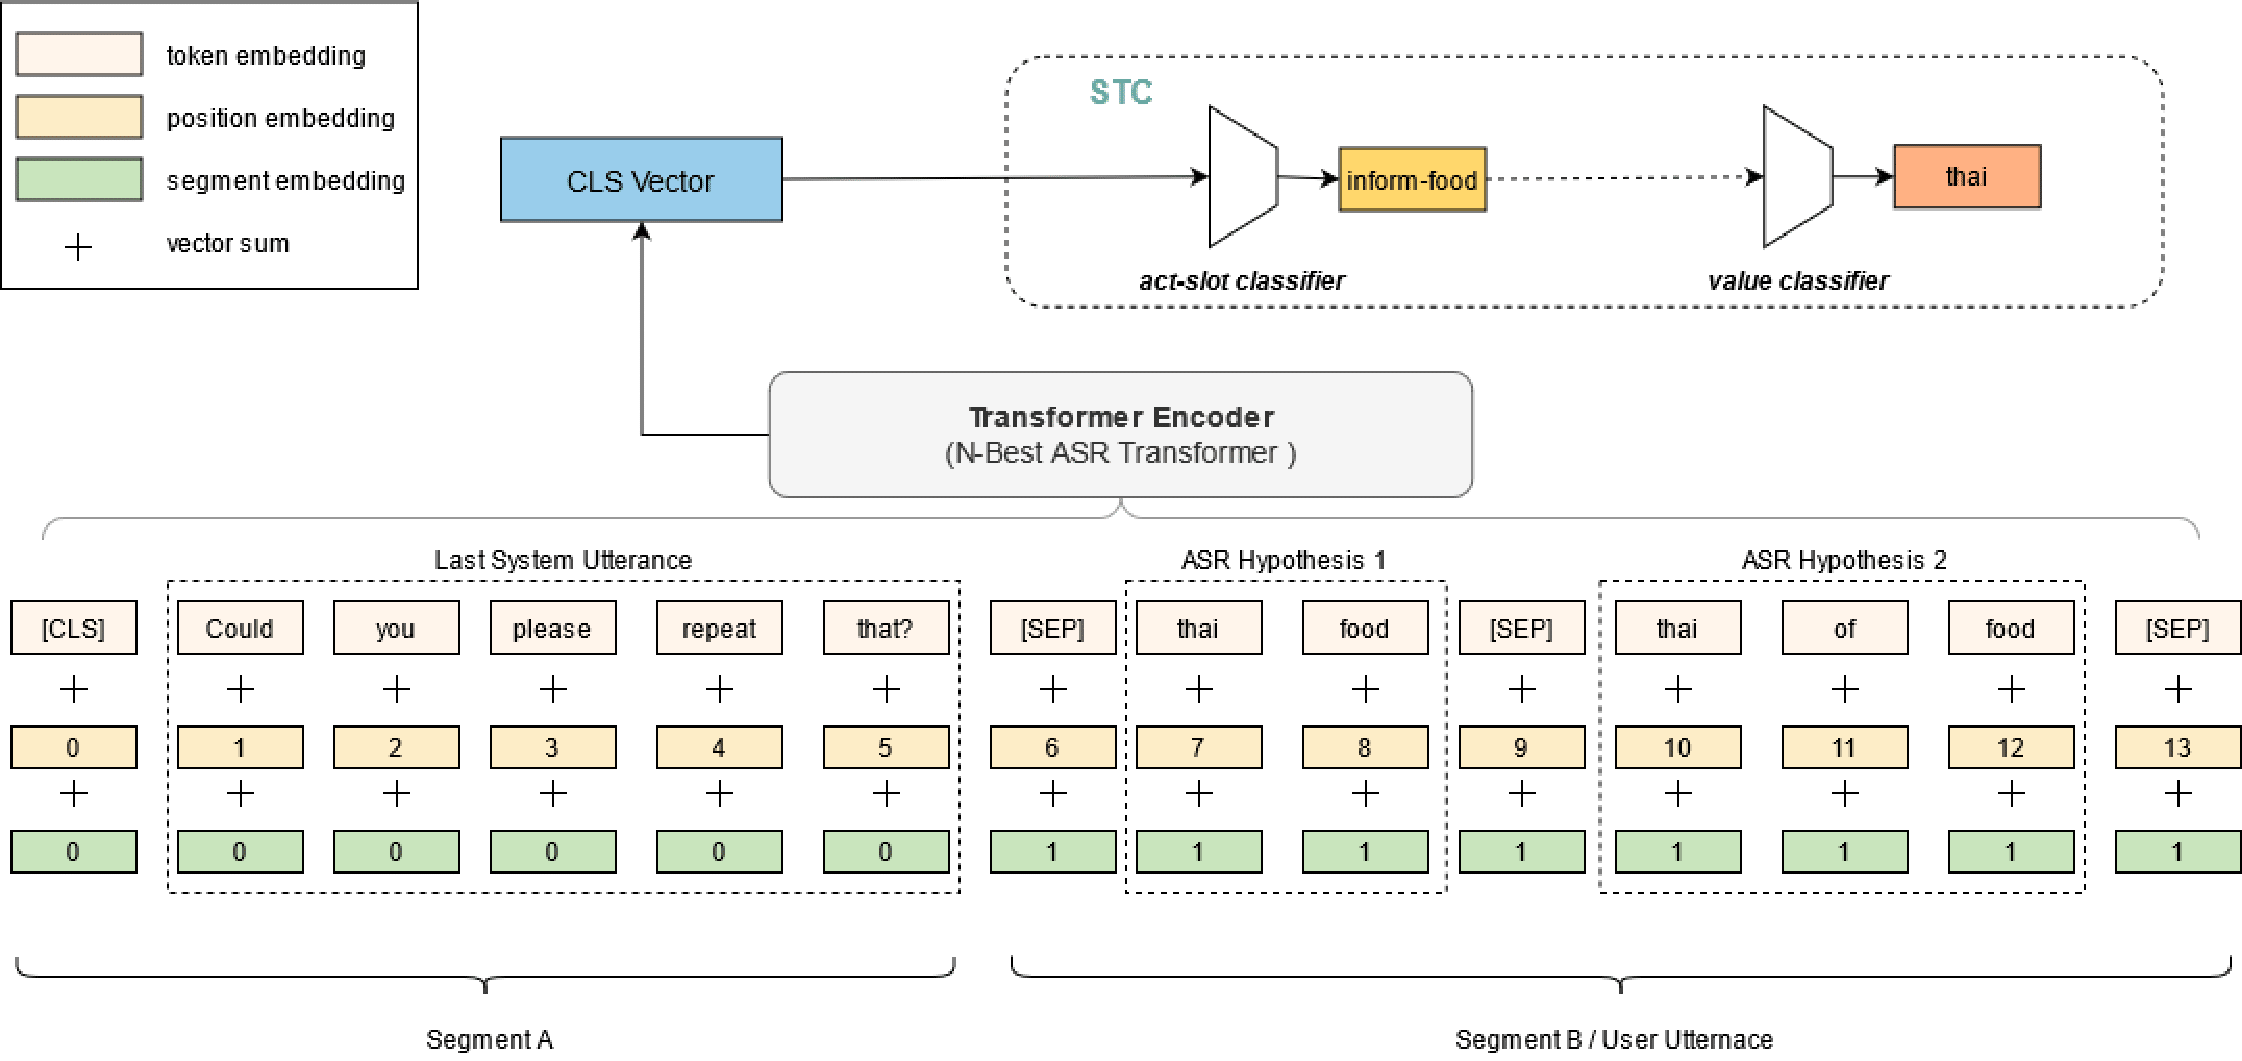 token embedding
position embedding
segment embedding
vector sum
STC
CLS Vector
inform-food
thai
act-slot classifier
value classifier
Transformer Encoder
(N-Best ASR Transformer )
Last System Utterance
ASR Hypothesis 1
ASR Hypothesis 2
[CLS] Could you please repeat that? [SEP] thai food [SEP] thai of food [SEP]
+ + + + + + + + + + + + + +
0 1 2 3 4 5 6 7 8 9 10 11 12 13
+ + + + + + + + + + + + + +
0 0 0 0 0 0 1 1 1 1 1 1 1 1
Segment A
Segment B / User Utternace